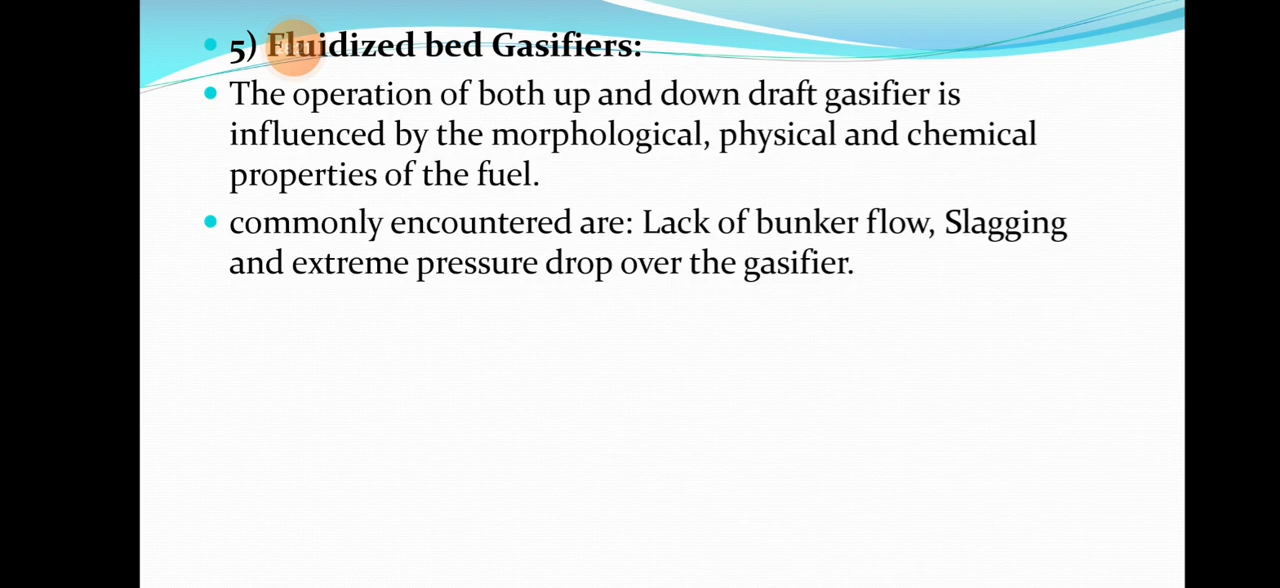 5) Fluidized bed Gasifiers:
The operation of both up and down draft gasifier is
influenced by the morphological, physical and chemical
properties of the fuel.
commonly encountered are: Lack of bunker flow, Slagging
and extreme pressure drop over the gasifier.